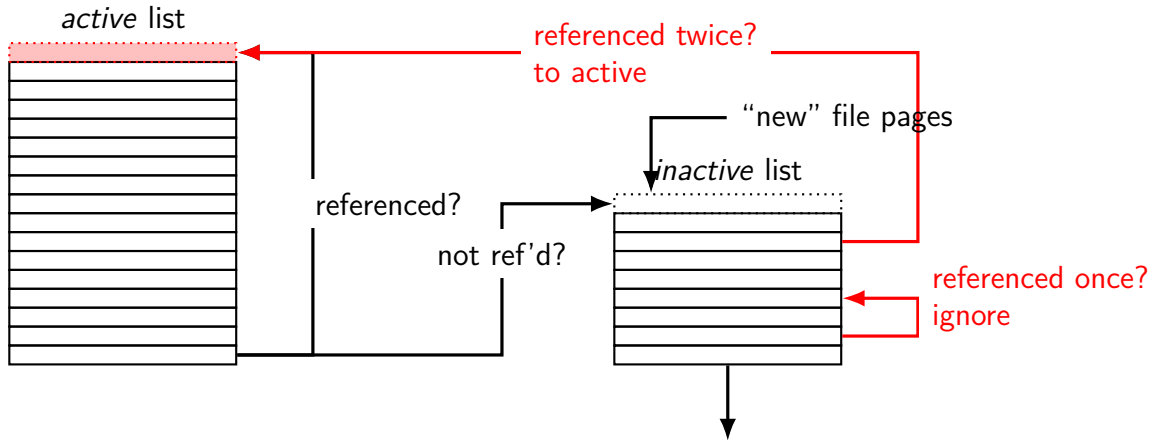 active list
referenced twice?
to active
“new” file pages
inactive list
referenced?
not ref'd?
referenced once?
ignore